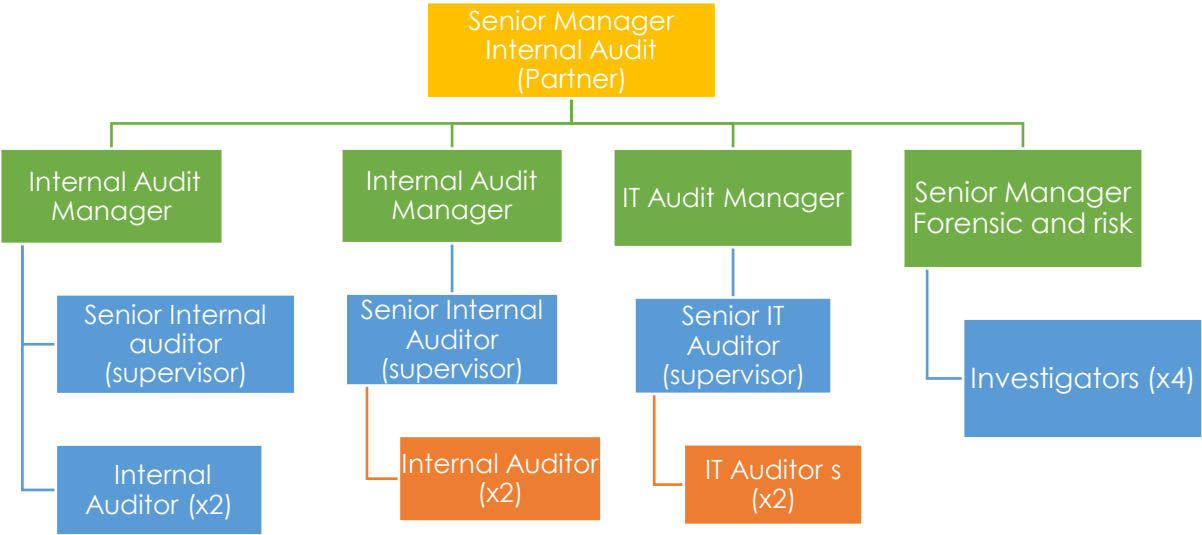 Senior Manager
Internal Audit
(Partner)
Internal Audit
Manager
Internal Audit
Manager
IT Audit Manager
Senior Manager
Forensic and risk
Senior Internal
auditor
(supervisor)
Internal
Auditor (x2)
Senior Internal
Auditor
(supervisor)
Internal Auditor
(x2)
Senior IT
Auditor
(supervisor)
IT Auditor s
(x2)
Investigators (x4)